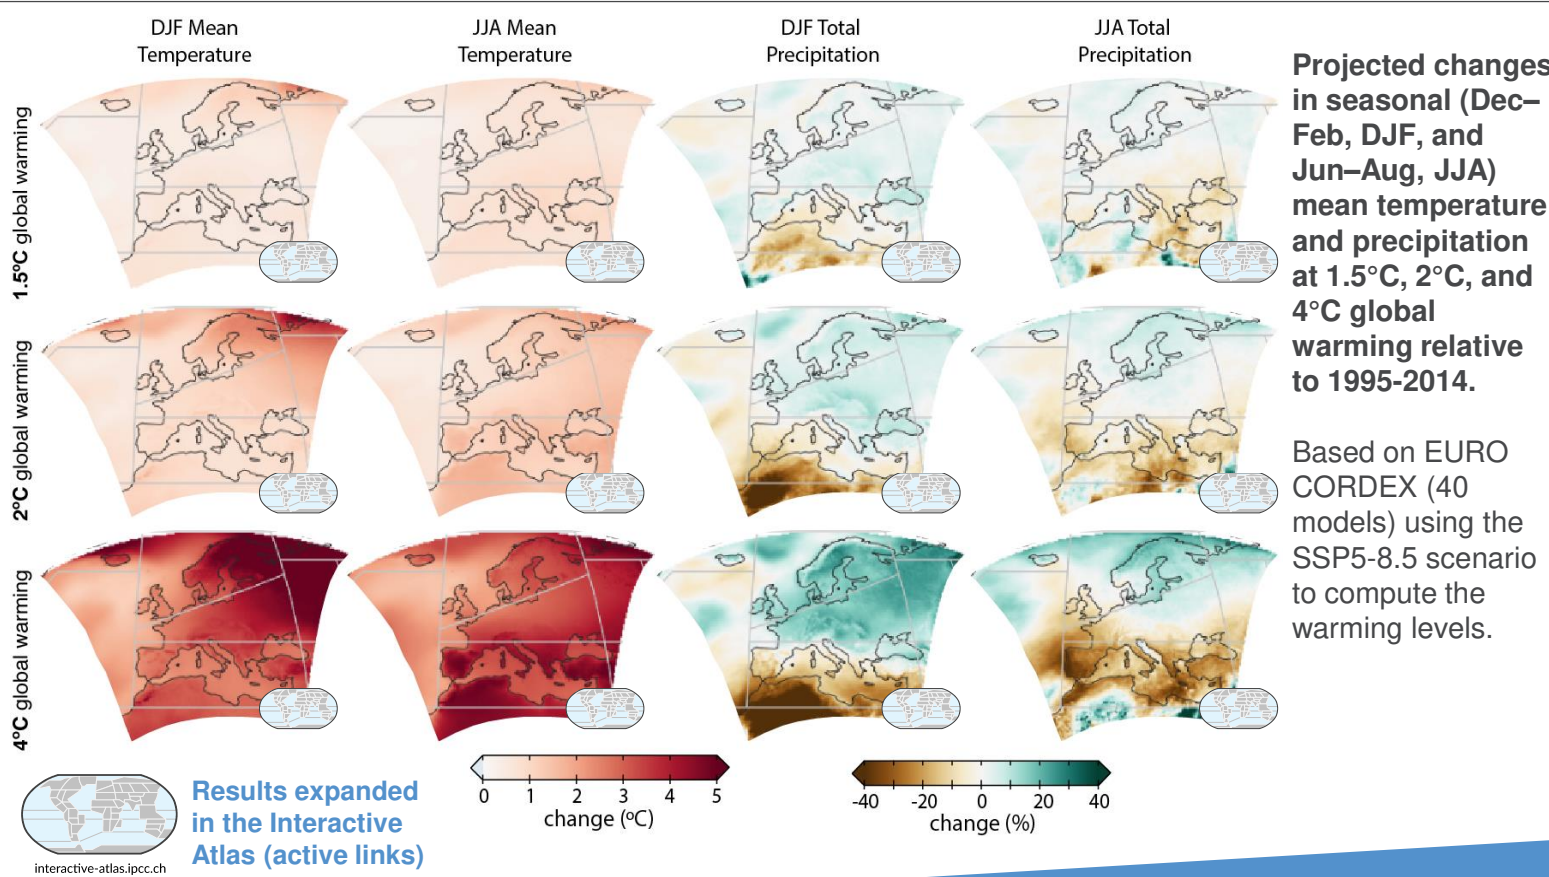 DJF Mean
Temperature
JJA Mean
Temperature
DJF Total
Precipitation
JJA Total
Precipitation
1.5ºC global warming
2ºC global warming
4ºC global warming
Projected changes
in seasonal (Dec–
Feb, DJF, and
Jun–Aug, JJA)
mean temperature
and precipitation
at 1.5°C, 2°C, and
4°C global
warming relative
to 1995-2014.
Based on EURO
CORDEX (40
models) using the
SSP5-8.5 scenario
to compute the
warming levels.
0 1 2 3 4 5
change (ºC)
-40 -20 0 20 40
change (%)
Results expanded
in the Interactive
Atlas (active links)
interactive-atlas.ipcc.ch